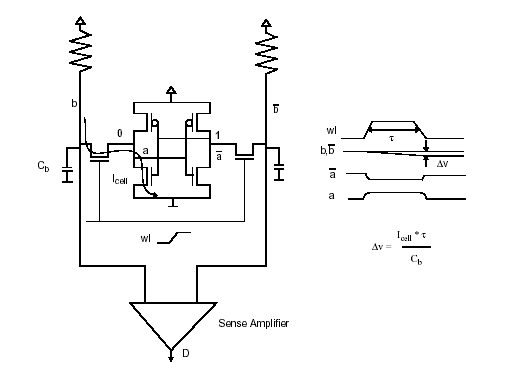 b
b̅
0
1
a
a̅
C_b
I_cell
wl
Sense Amplifier
D
wl
τ
b,b̅
Δv
a̅
a
Δv = I_cell * τ
C_b